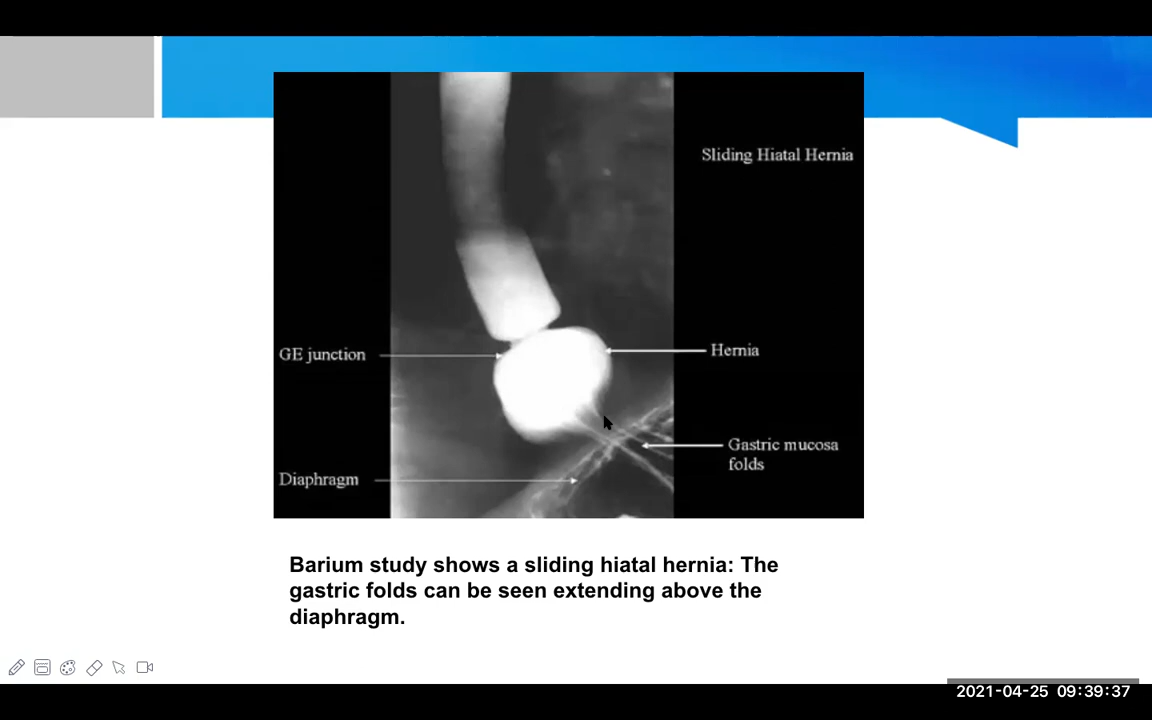 Sliding Hiatal Hernia
GE junction
Hernia
Gastric mucosa
folds
Diaphragm
Barium study shows a sliding hiatal hernia: The
gastric folds can be seen extending above the
diaphragm.
2021-04-25 09:39:37